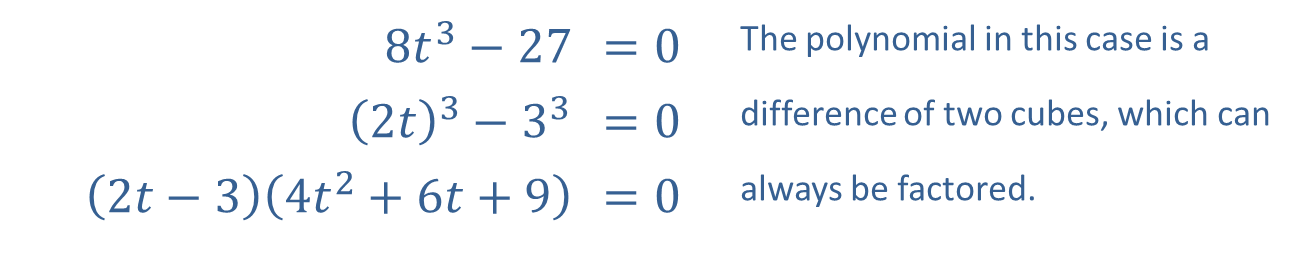 8t³ − 27 = 0 The polynomial in this case is a
(2t)³ − 3³ = 0 difference of two cubes, which can
(2t − 3)(4t² + 6t + 9) = 0 always be factored.